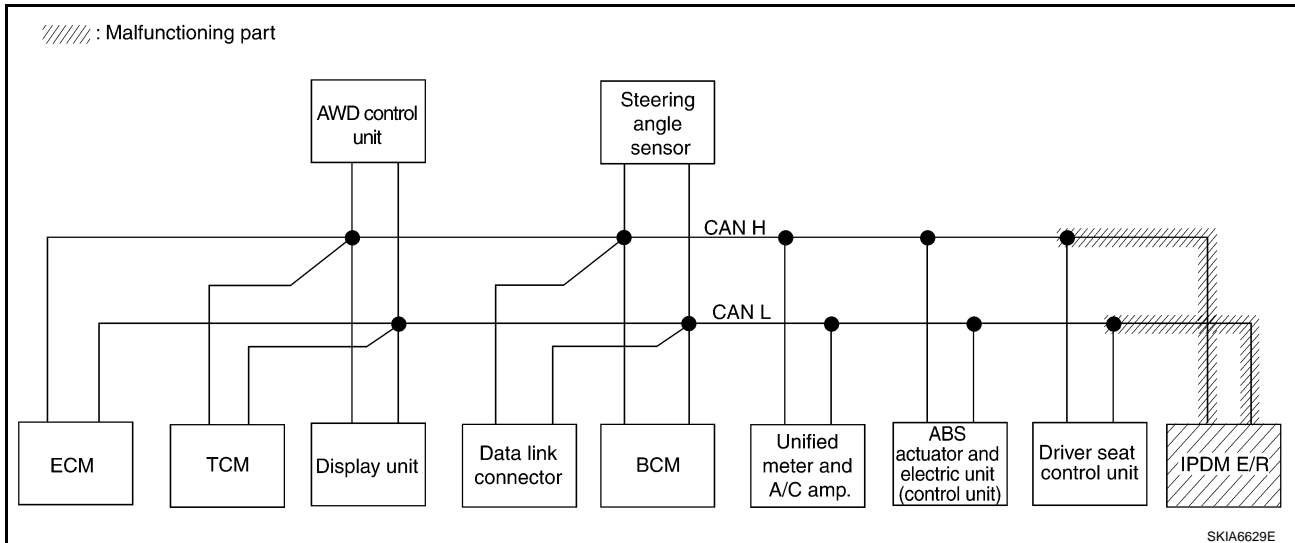 : Malfunctioning part
AWD control
unit
Steering
angle
sensor
CAN H
CAN L
ECM
TCM
Display unit
Data link
connector
BCM
Unified
meter and
A/C amp.
ABS
actuator and
electric unit
(control unit)
Driver seat
control unit
IPDM E/R
SKIA6629E